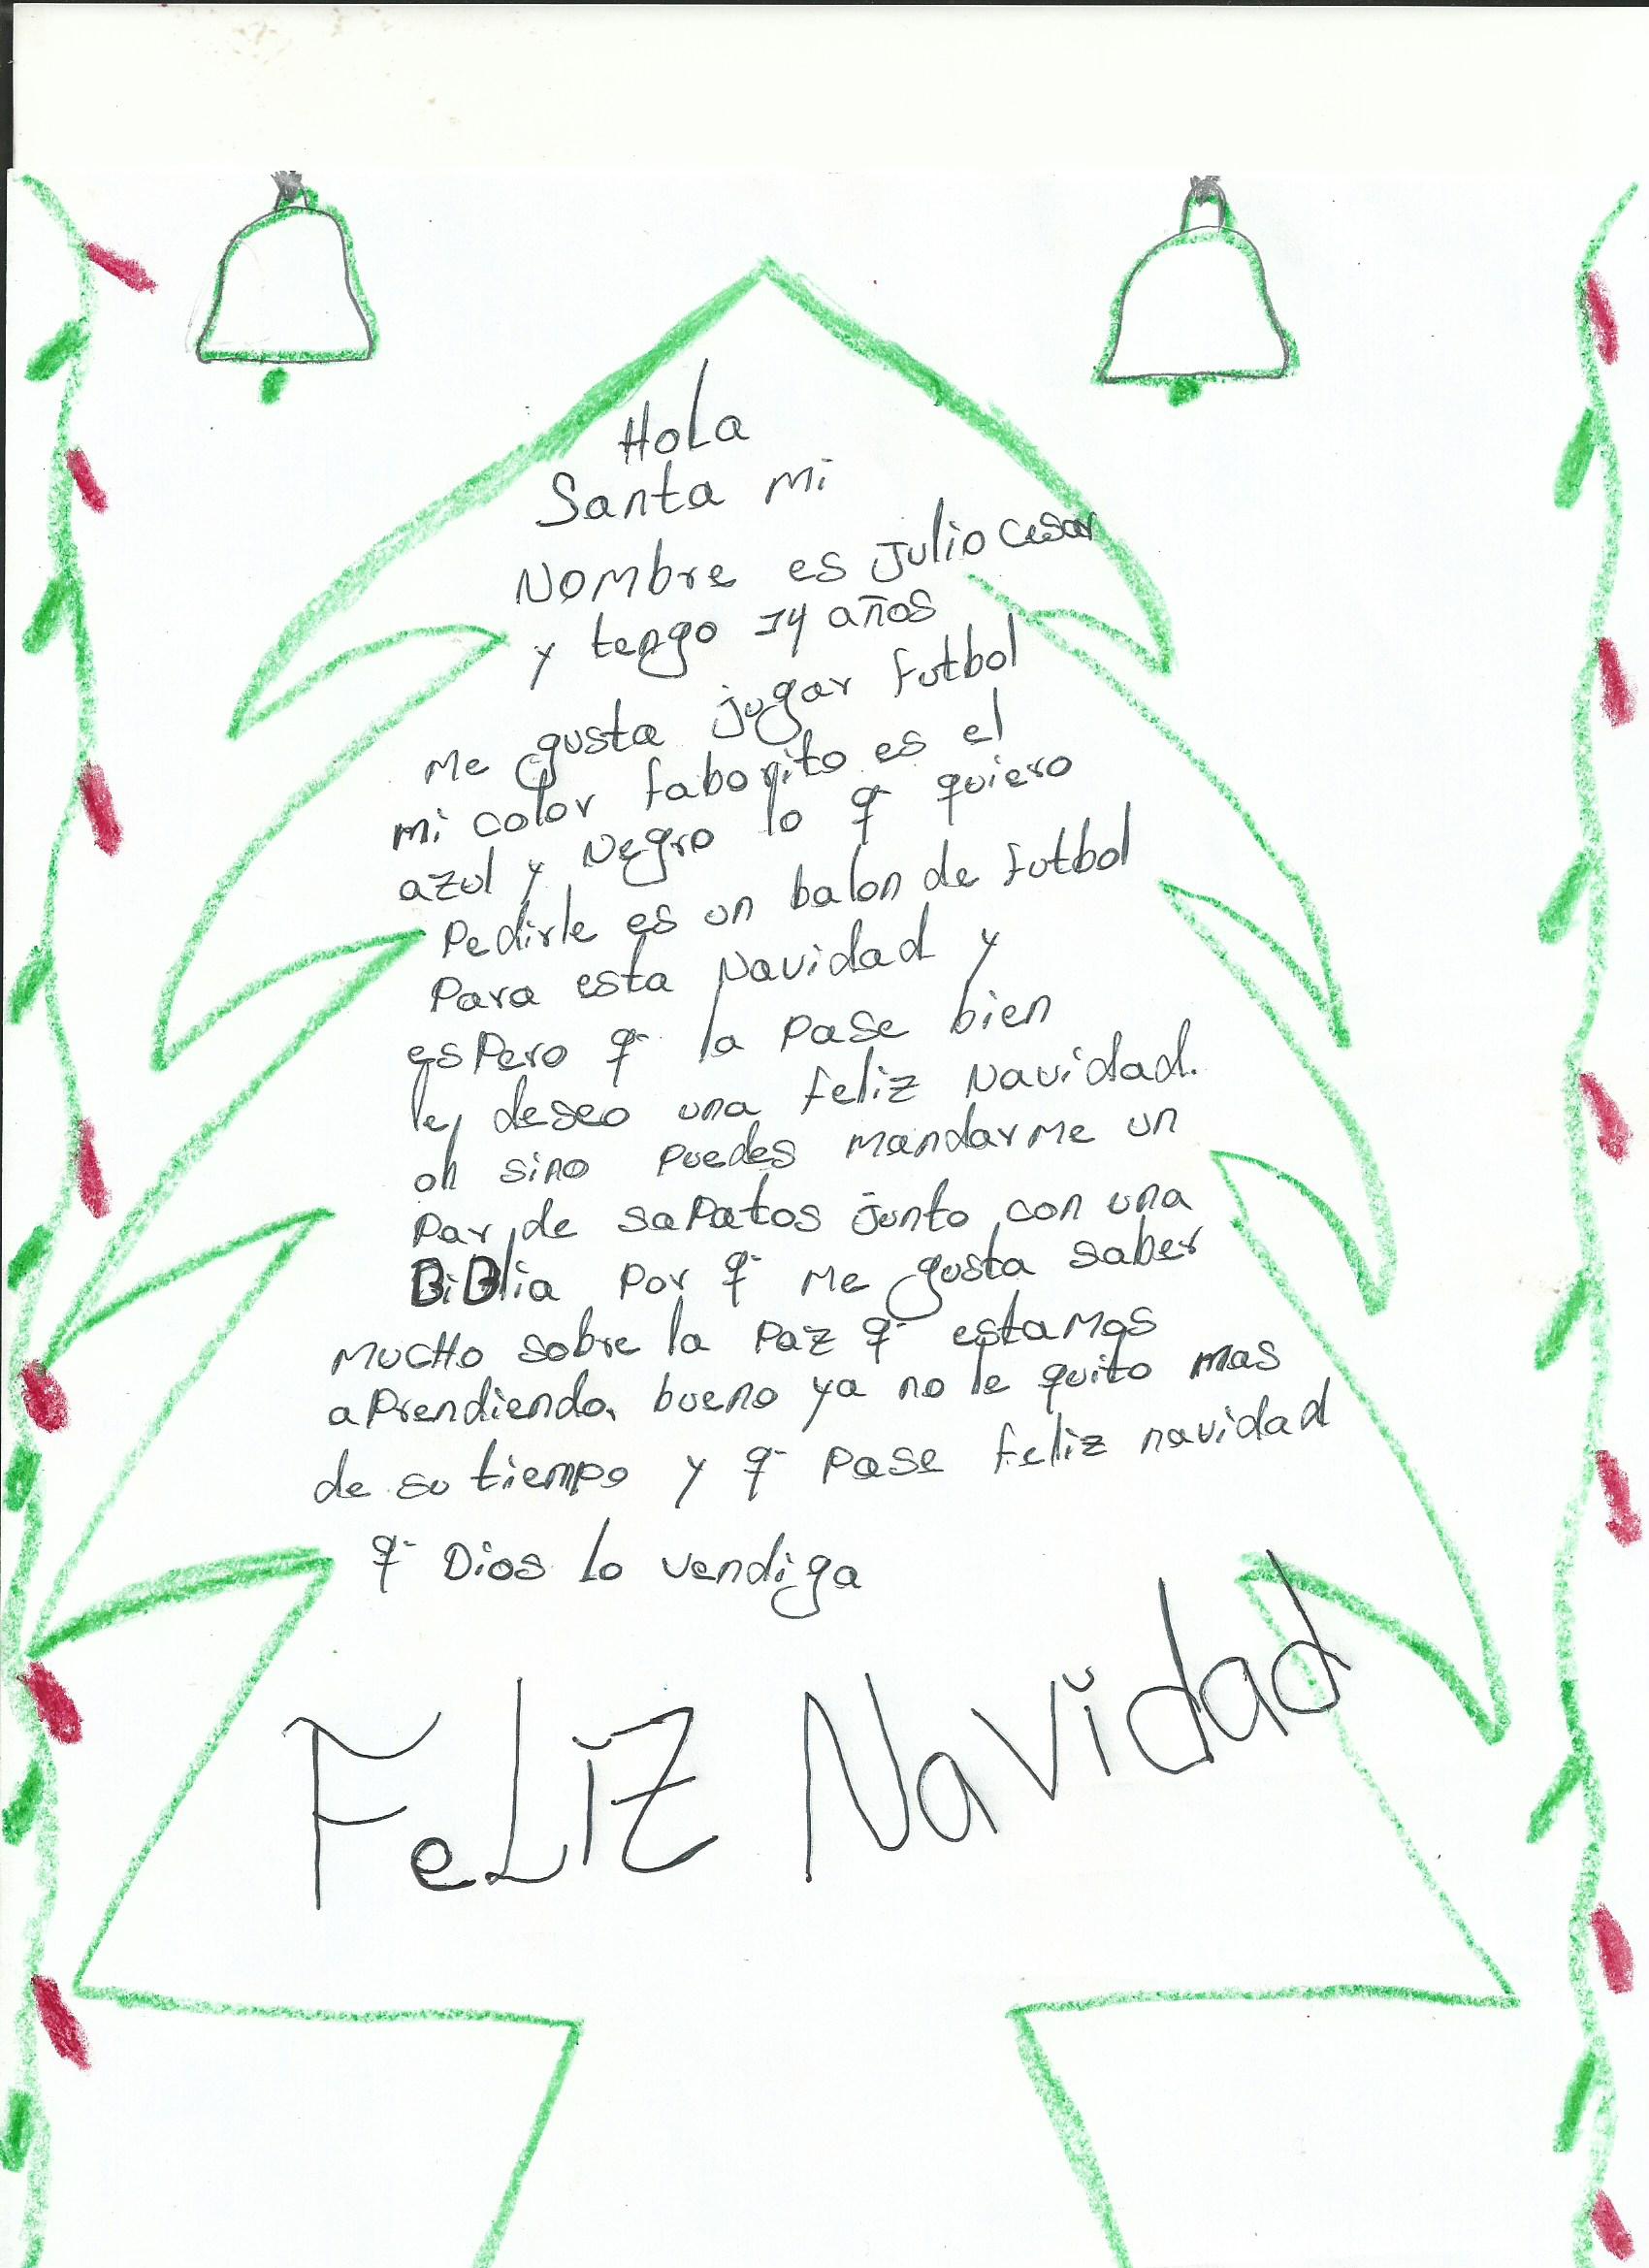 Hola
Santa mi
Nombre es Julio Cesar
y tengo 14 años
Me gusta jugar futbol
mi color faborito es el
azul y Negro lo q- quiero
Pedirle es un balon de futbol
Para esta Navidad y
esPero q- la Pase bien
le, deseo una feliz Navidad.
oh sino Puedes mandarme un
Par de saPatos junto con una
BiBlia Por q- Me gusta saber
MucHo sobre la Paz q- estamos
aPrendiendo. bueno ya no le quito mas
de su tiempo y q- Pase feliz navidad
q- Dios lo vendiga
FeLiZ NaVidad